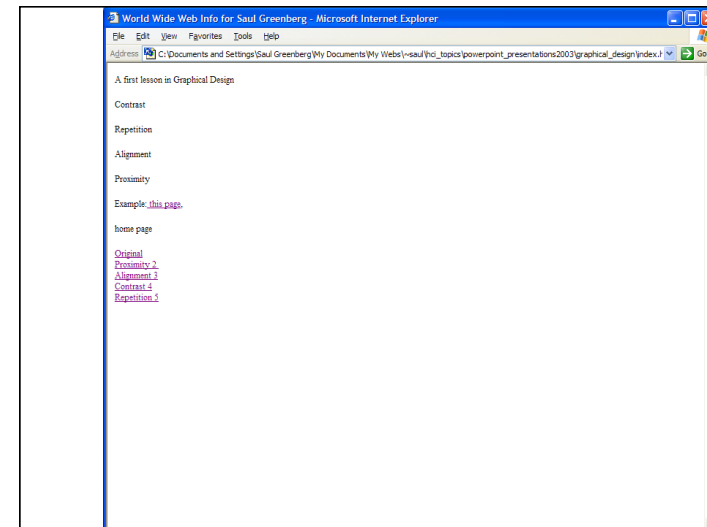 World Wide Web Info for Saul Greenberg - Microsoft Internet Explorer
File Edit View Favorites Tools Help
Address C:\Documents and Settings\Saul Greenberg\My Documents\My Webs\~saul\hci_topics\powerpoint_presentations2003\graphical_design\index.h Go
A first lesson in Graphical Design
Contrast
Repetition
Alignment
Proximity
Example: this page,
home page
Original
Proximity 2
Alignment 3
Contrast 4
Repetition 5